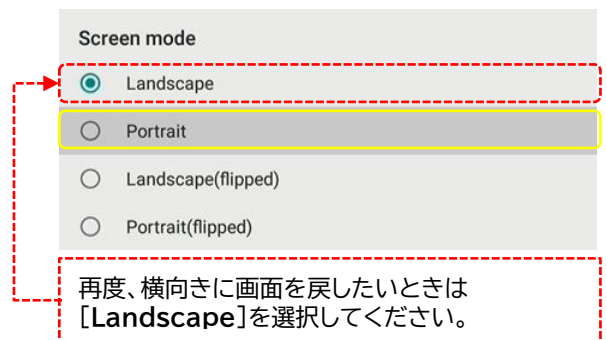 Screen mode
Landscape
Portrait
Landscape(flipped)
Portrait(flipped)
再度、横向きに画面を戻したいときは
[Landscape]を選択してください。